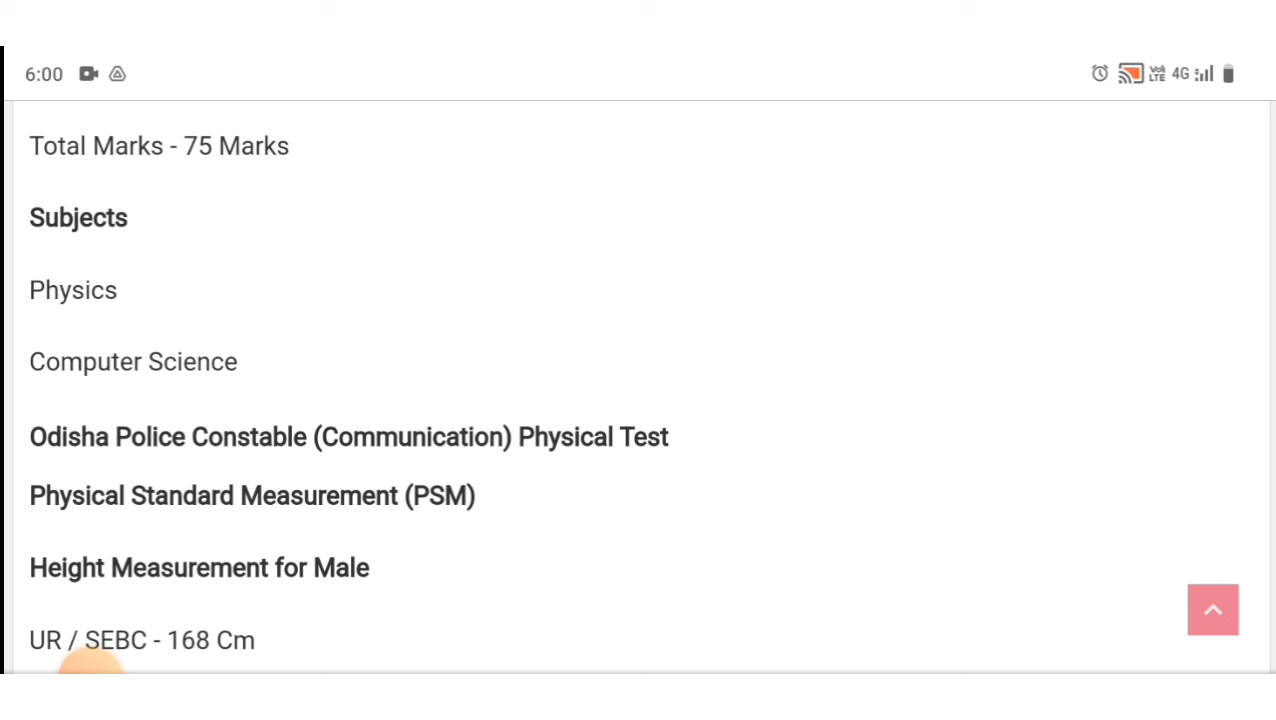 6:00 4G
Total Marks - 75 Marks
Subjects
Physics
Computer Science
Odisha Police Constable (Communication) Physical Test
Physical Standard Measurement (PSM)
Height Measurement for Male
UR / SEBC - 168 Cm